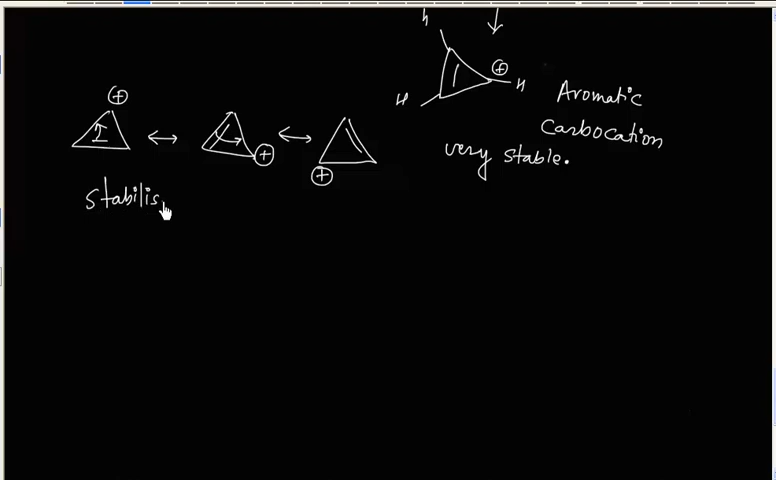 h
⊕
H
H
Aromatic
Carbocation
very stable.
⊕
I
⊕
⊕
Stabilis